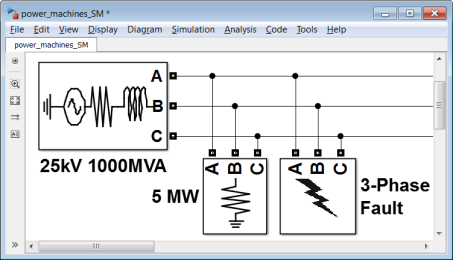 power_machines_SM *
File Edit View Display Diagram Simulation Analysis Code Tools Help
power_machines_SM
A
B
C
25kV 1000MVA
A B C
A B C
5 MW
3-Phase
Fault